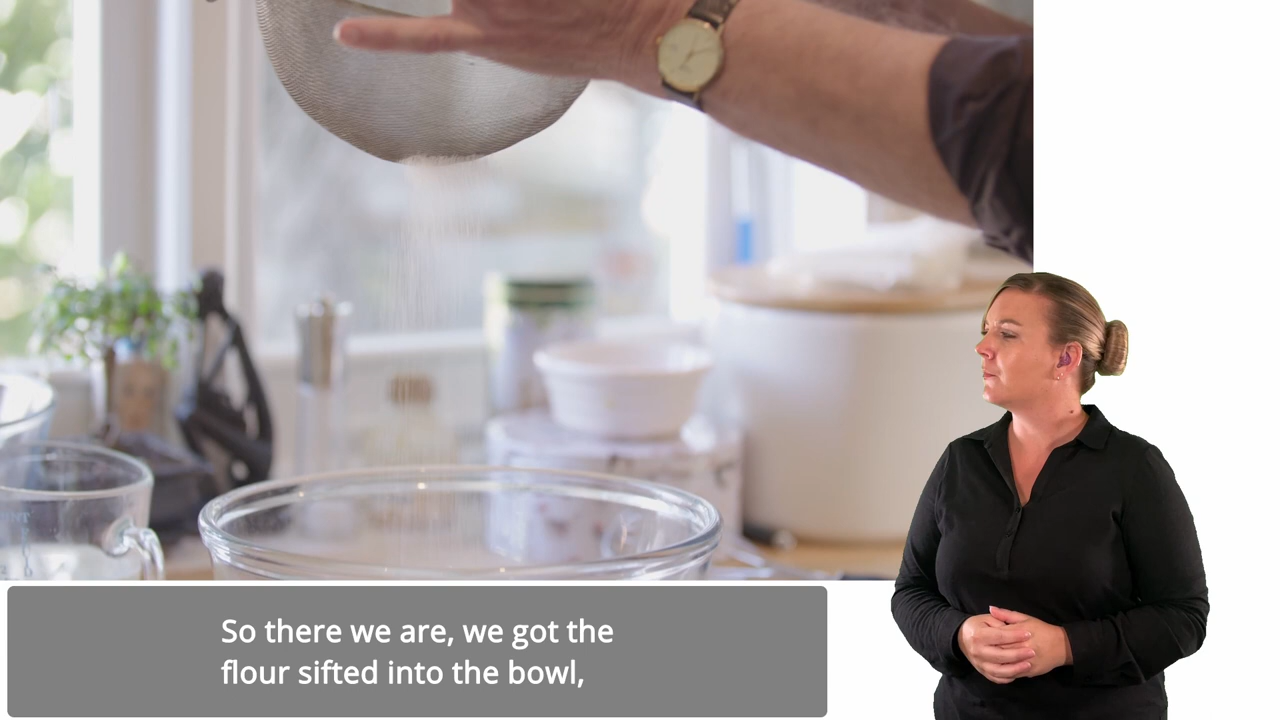 So there we are, we got the
flour sifted into the bowl,